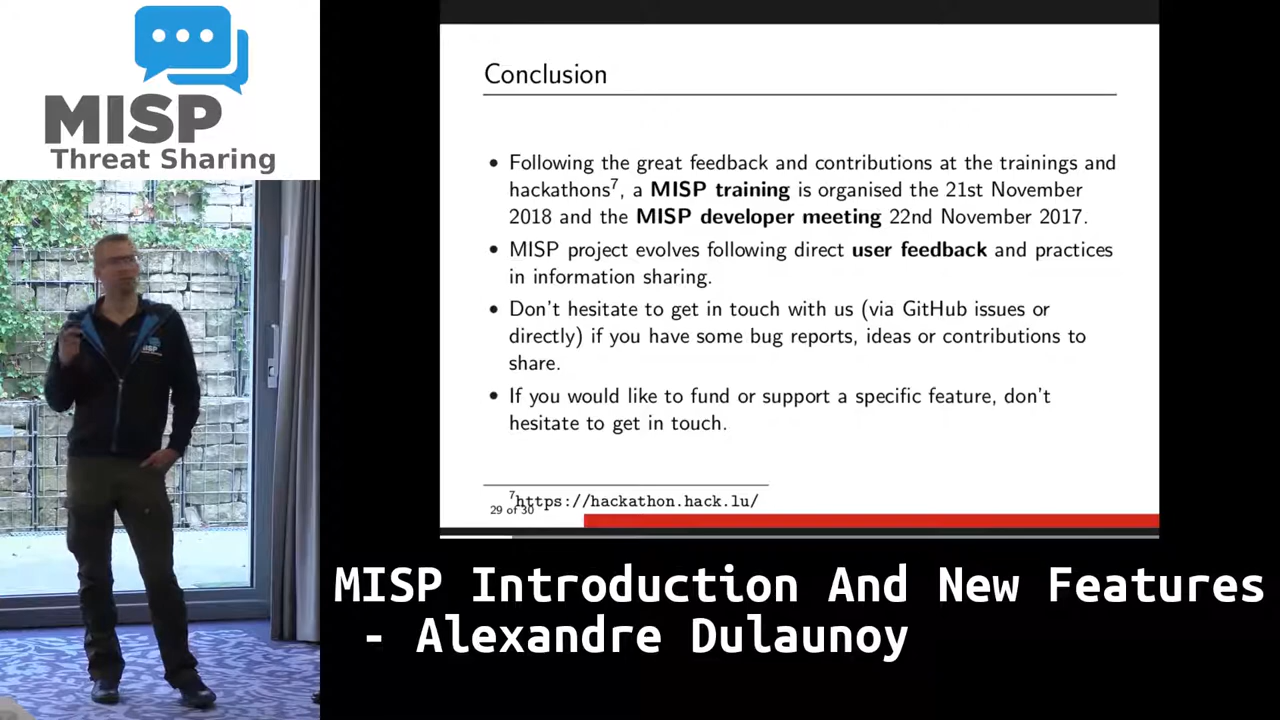 MISP
Threat Sharing
Conclusion
• Following the great feedback and contributions at the trainings and
hackathons7, a MISP training is organised the 21st November
2018 and the MISP developer meeting 22nd November 2017.
• MISP project evolves following direct user feedback and practices
in information sharing.
• Don't hesitate to get in touch with us (via GitHub issues or
directly) if you have some bug reports, ideas or contributions to
share.
• If you would like to fund or support a specific feature, don't
hesitate to get in touch.
7https://hackathon.hack.lu/
29 of 30
MISP Introduction And New Features
- Alexandre Dulaunoy